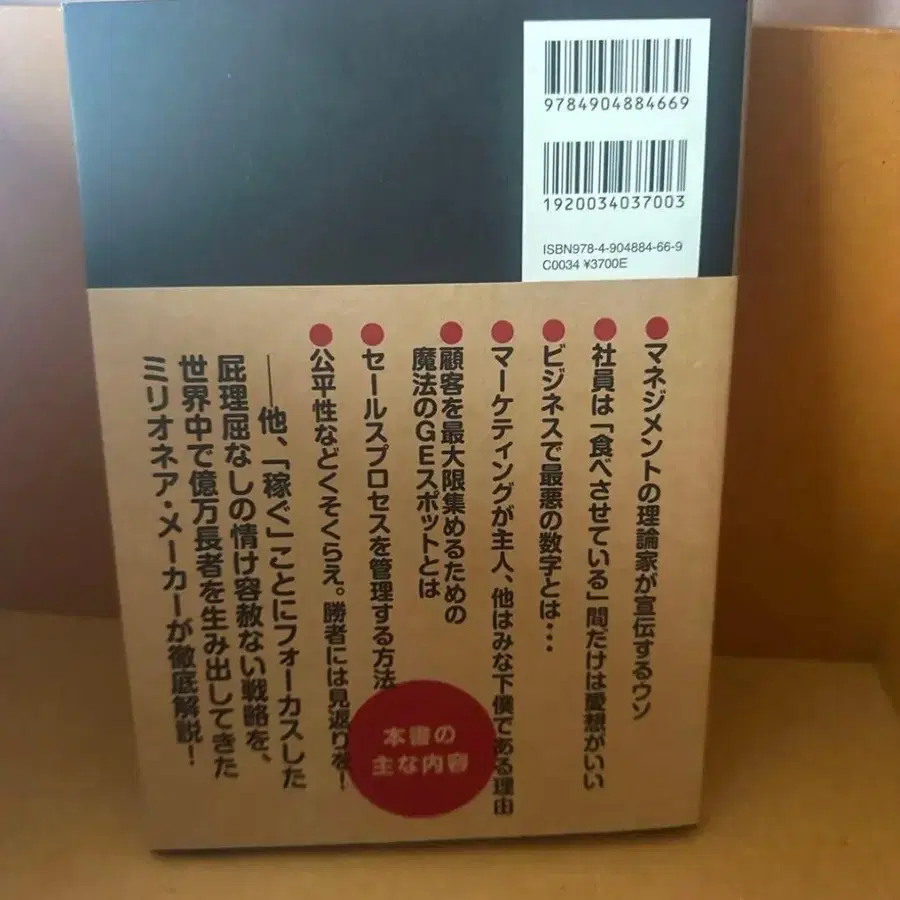 9784904884669
1920034037003
ISBN978-4-904884-66-9
C0034 ¥3700E
●マネジメントの理論家が宣伝するウソ
●社員は「食べさせている」間だけは愛想がいい
●ビジネスで最悪の数字とは…
●マーケティングが主人、他はみな下僕である理由
●顧客を最大限集めるための
魔法のGEスポットとは
●セールスプロセスを管理する方法
●公平性などくそくらえ。勝者には見返りを！
――他、「稼ぐ」ことにフォーカスした
屁理屈なしの情け容赦ない戦略を、
世界中で億万長者を生み出してきた
ミリオネア・メーカーが徹底解説！
本書の
主な内容